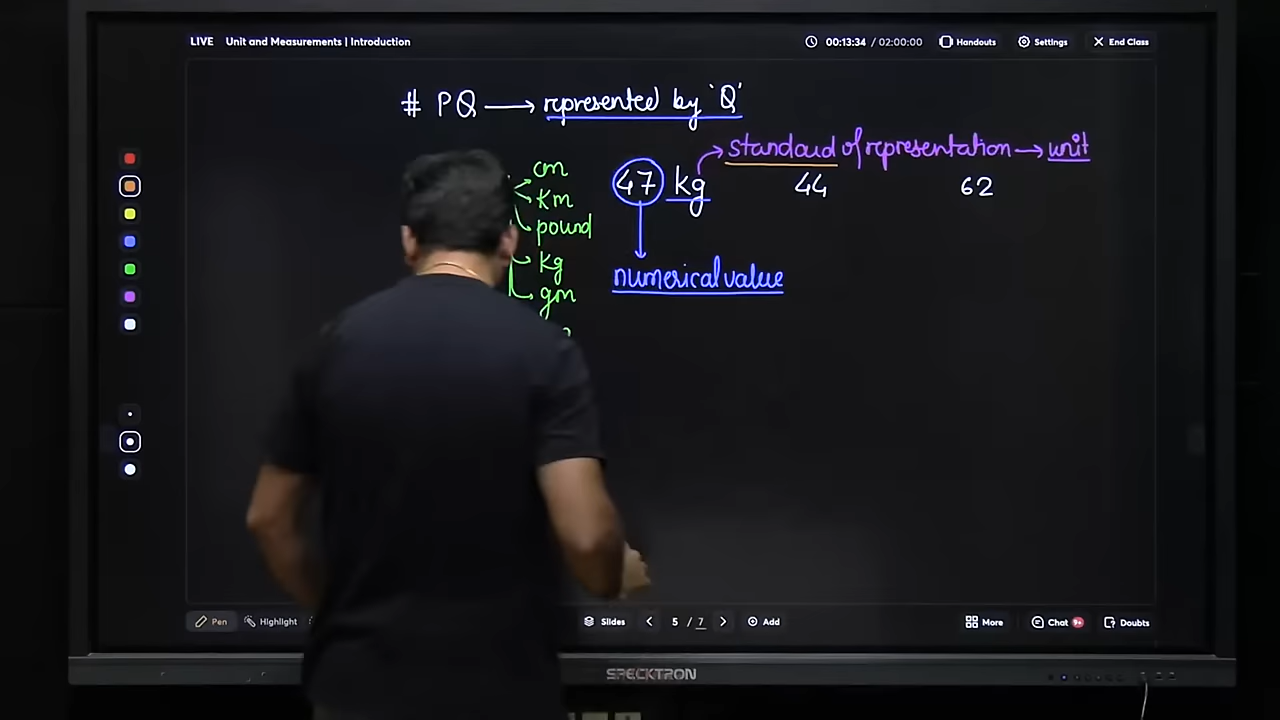 LIVE Unit and Measurements | Introduction 00:13:34 / 02:00:00 Handouts Settings End Class
# PQ → represented by 'Q'
standard of representation → unit
47 kg 44 62
cm
Km
pound
kg
gm
numerical value
Pen Highlight Slides 5 / 7 Add More Chat 9+ Doubts
SPECKTRON